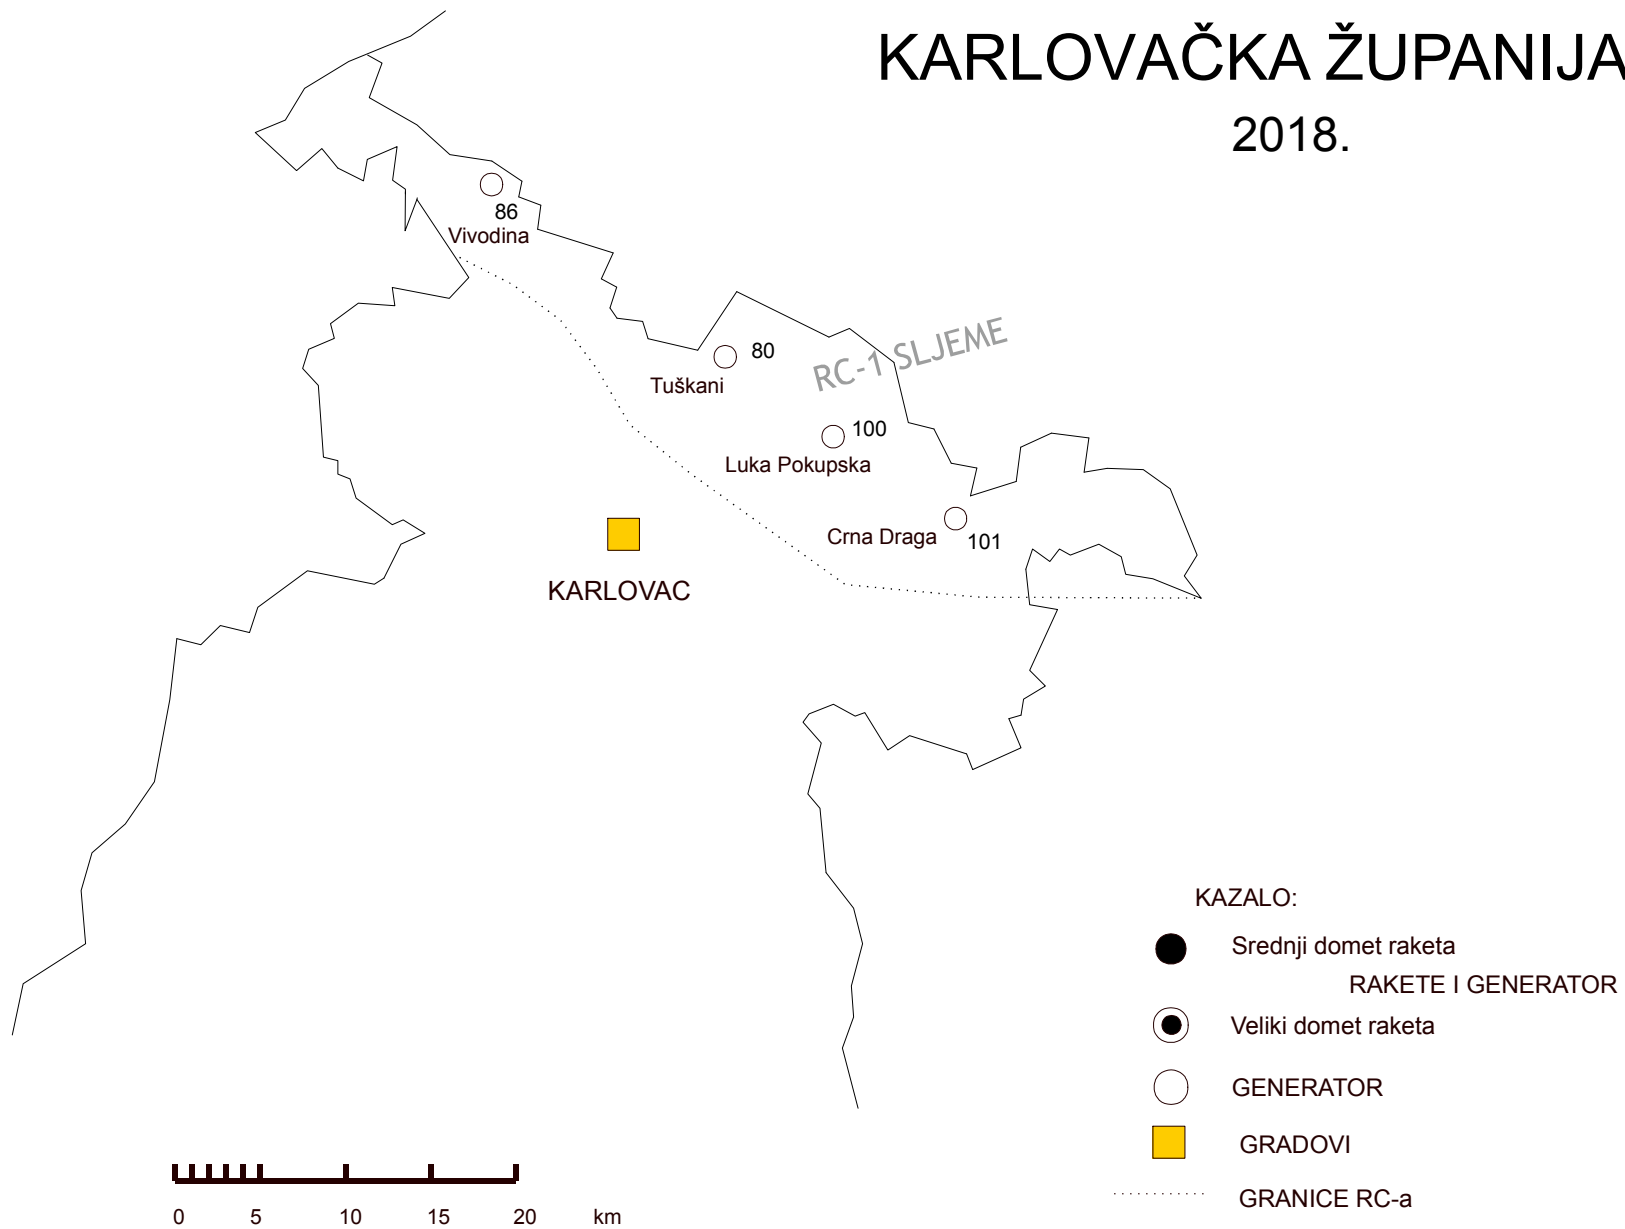 KARLOVAČKA ŽUPANIJA
2018.
86
Vivodina
RC-1 SLJEME
80
Tuškani
100
Luka Pokupska
Crna Draga
101
KARLOVAC
KAZALO:
Srednji domet raketa
RAKETE I GENERATOR
Veliki domet raketa
GENERATOR
GRADOVI
GRANICE RC-a
0 5 10 15 20 km